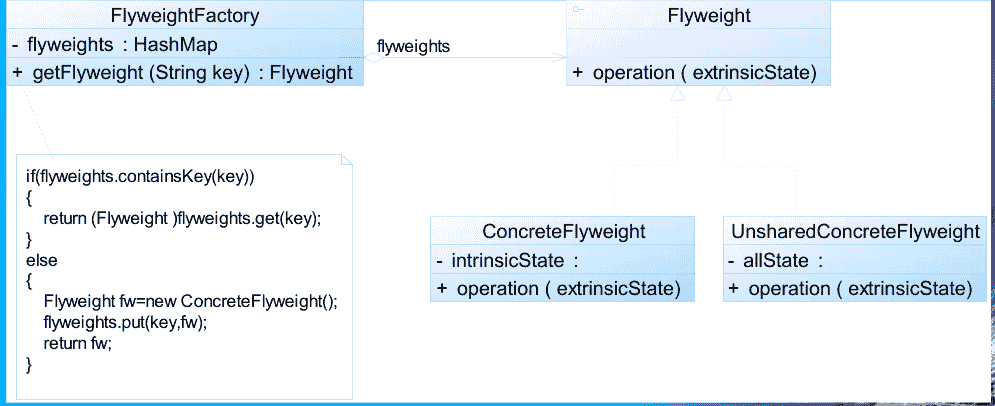 FlyweightFactory
- flyweights : HashMap
+ getFlyweight (String key) : Flyweight
flyweights
Flyweight
+ operation ( extrinsicState)
if(flyweights.containsKey(key))
{
return (Flyweight )flyweights.get(key);
}
else
{
Flyweight fw=new ConcreteFlyweight();
flyweights.put(key,fw);
return fw;
}
ConcreteFlyweight
- intrinsicState :
+ operation ( extrinsicState)
UnsharedConcreteFlyweight
- allState :
+ operation ( extrinsicState)